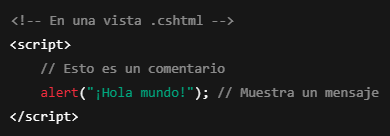 <!-- En una vista .cshtml -->
<script>
// Esto es un comentario
alert("¡Hola mundo!"); // Muestra un mensaje
</script>